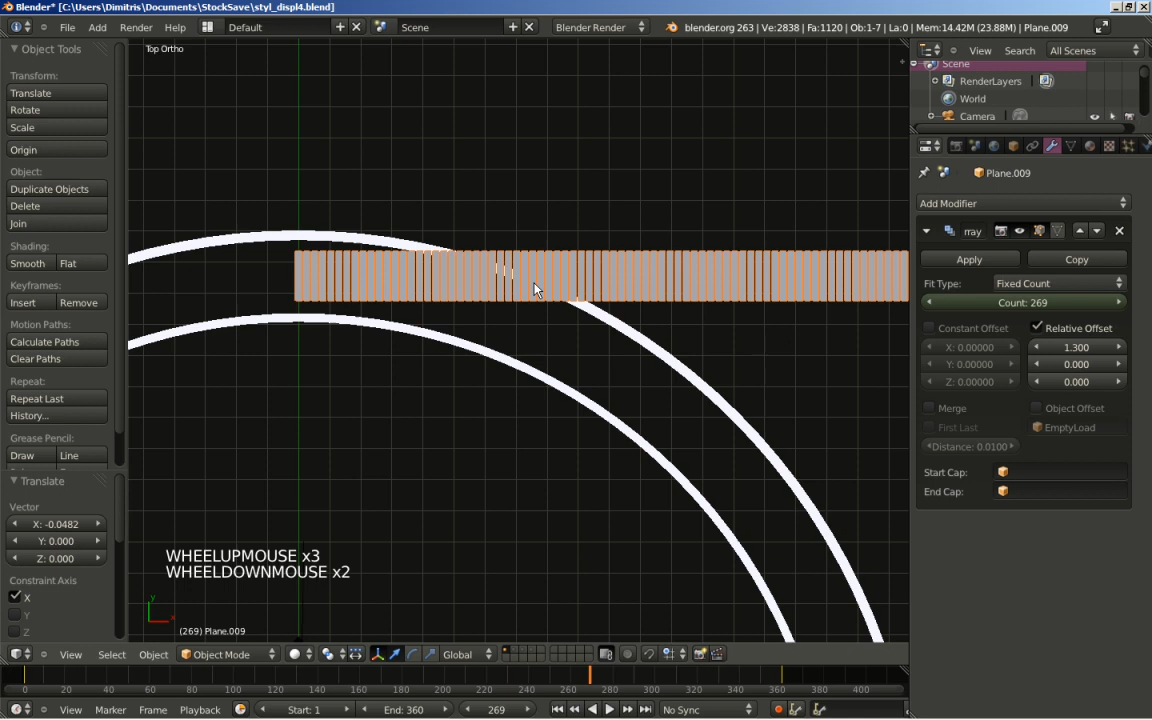 Blender* [C:\Users\Dimitris\Documents\StockSave\styl_displ4.blend]
File Add Render Help Default Scene Blender Render blender.org 263 | Ve:2838 | Fa:1120 | Ob:1-7 | La:0 | Mem:14.42M (23.88M) | Plane.009
Object Tools
Transform:
Translate
Rotate
Scale
Origin
Object:
Duplicate Objects
Delete
Join
Shading:
Smooth Flat
Keyframes:
Insert Remove
Motion Paths:
Calculate Paths
Clear Paths
Repeat:
Repeat Last
History...
Grease Pencil:
Draw Line
Translate
Vector
X: -0.0482
Y: 0.000
Z: 0.000
Constraint Axis
X
Y
Z
Top Ortho
WHEELUPMOUSE x3
WHEELDOWNMOUSE x2
y
x
(269) Plane.009
View Search All Scenes
Scene
RenderLayers
World
Camera
Plane.009
Add Modifier
rray
Apply Copy
Fit Type: Fixed Count
Count: 269
Constant Offset Relative Offset
X: 0.00000 1.300
Y: 0.00000 0.000
Z: 0.00000 0.000
Merge Object Offset
First Last EmptyLoad
Distance: 0.0100
Start Cap:
End Cap:
View Select Object Object Mode Global
0 20 40 60 80 100 120 140 160 180 200 220 240 260 280 300 320 340 360 380 400
View Marker Frame Playback Start: 1 End: 360 269 No Sync